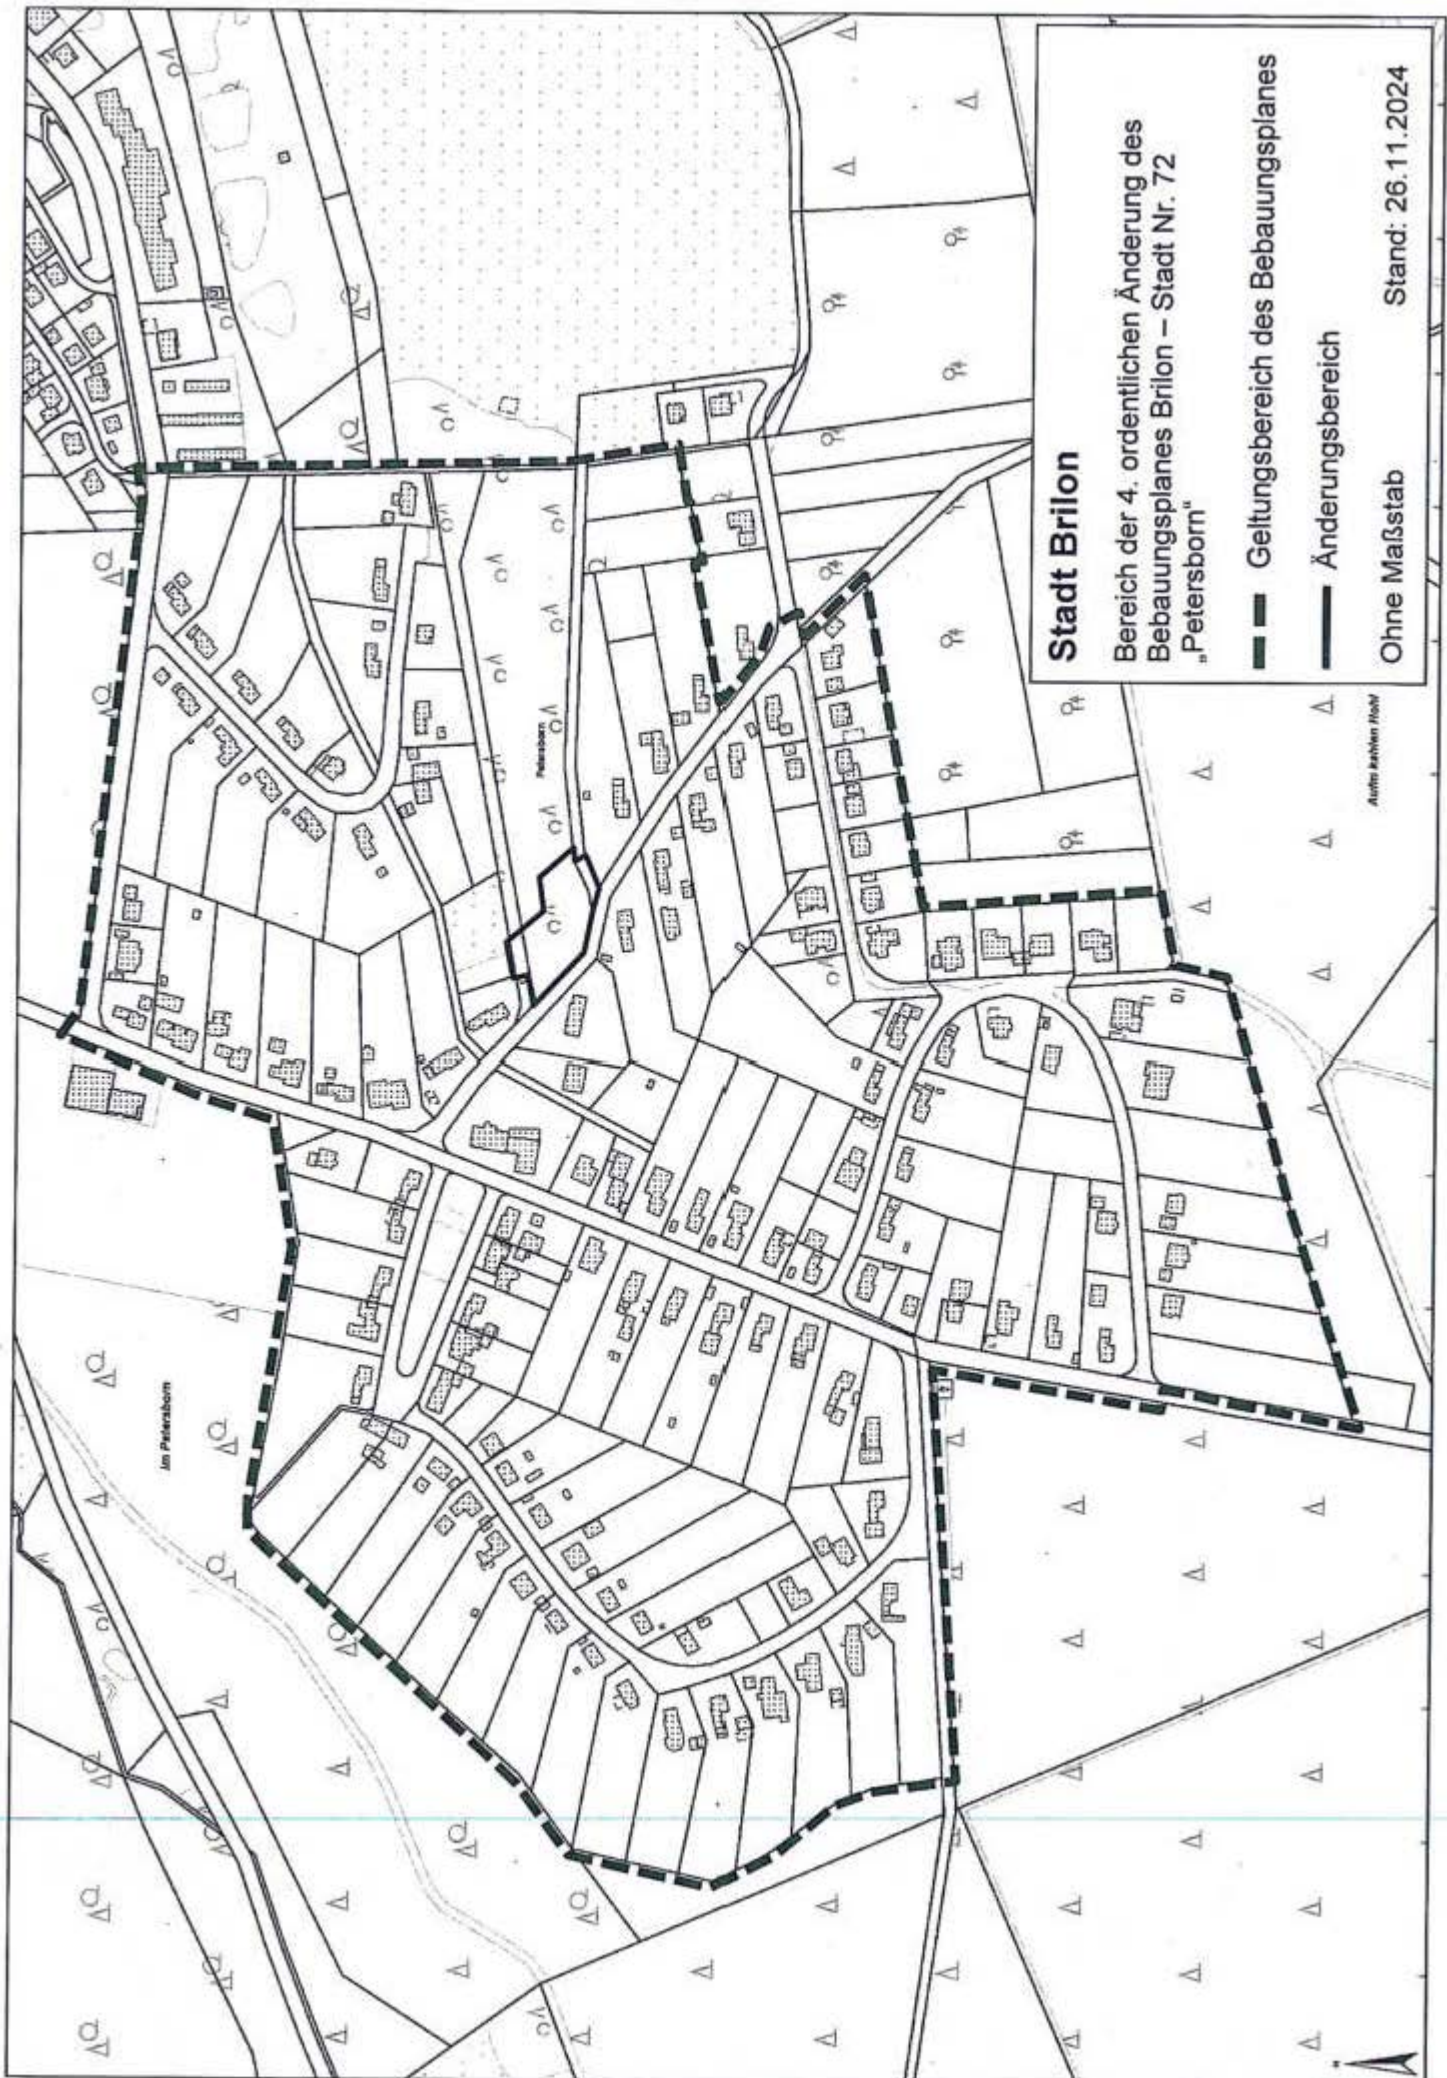 Stadt Brilon
Bereich der 4. ordentlichen Änderung des
Bebauungsplanes Brilon – Stadt Nr. 72
„Petersborn“
Geltungsbereich des Bebauungsplanes
Änderungsbereich
Ohne Maßstab Stand: 26.11.2024
Im Petersborn
Petersborn